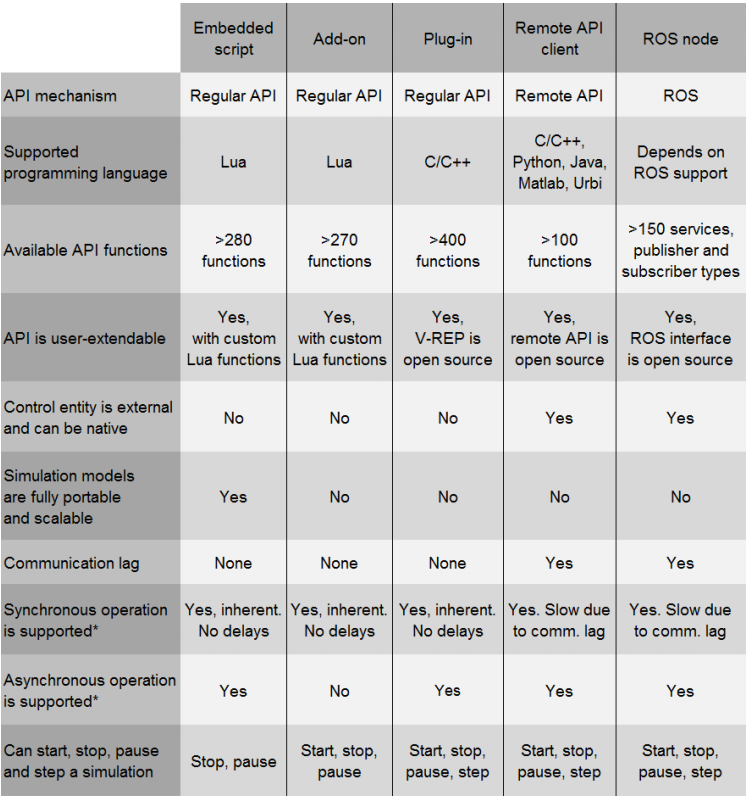 Embedded script
Add-on
Plug-in
Remote API client
ROS node
API mechanism
Regular API
Regular API
Regular API
Remote API
ROS
Supported
programming language
Lua
Lua
C/C++
C/C++,
Python, Java,
Matlab, Urbi
Depends on
ROS support
Available API functions
>280
functions
>270
functions
>400
functions
>100
functions
>150 services,
publisher and
subscriber types
API is user-extendable
Yes,
with custom
Lua functions
Yes,
with custom
Lua functions
Yes,
V-REP is
open source
Yes,
remote API is
open source
Yes,
ROS interface
is open source
Control entity is external
and can be native
No
No
No
Yes
Yes
Simulation models
are fully portable
and scalable
Yes
No
No
No
No
Communication lag
None
None
None
Yes
Yes
Synchronous operation
is supported*
Yes, inherent.
No delays
Yes, inherent.
No delays
Yes, inherent.
No delays
Yes. Slow due
to comm. lag
Yes. Slow due
to comm. lag
Asynchronous operation
is supported*
Yes
No
Yes
Yes
Yes
Can start, stop, pause
and step a simulation
Stop, pause
Start, stop,
pause
Start, stop,
pause, step
Start, stop,
pause, step
Start, stop,
pause, step